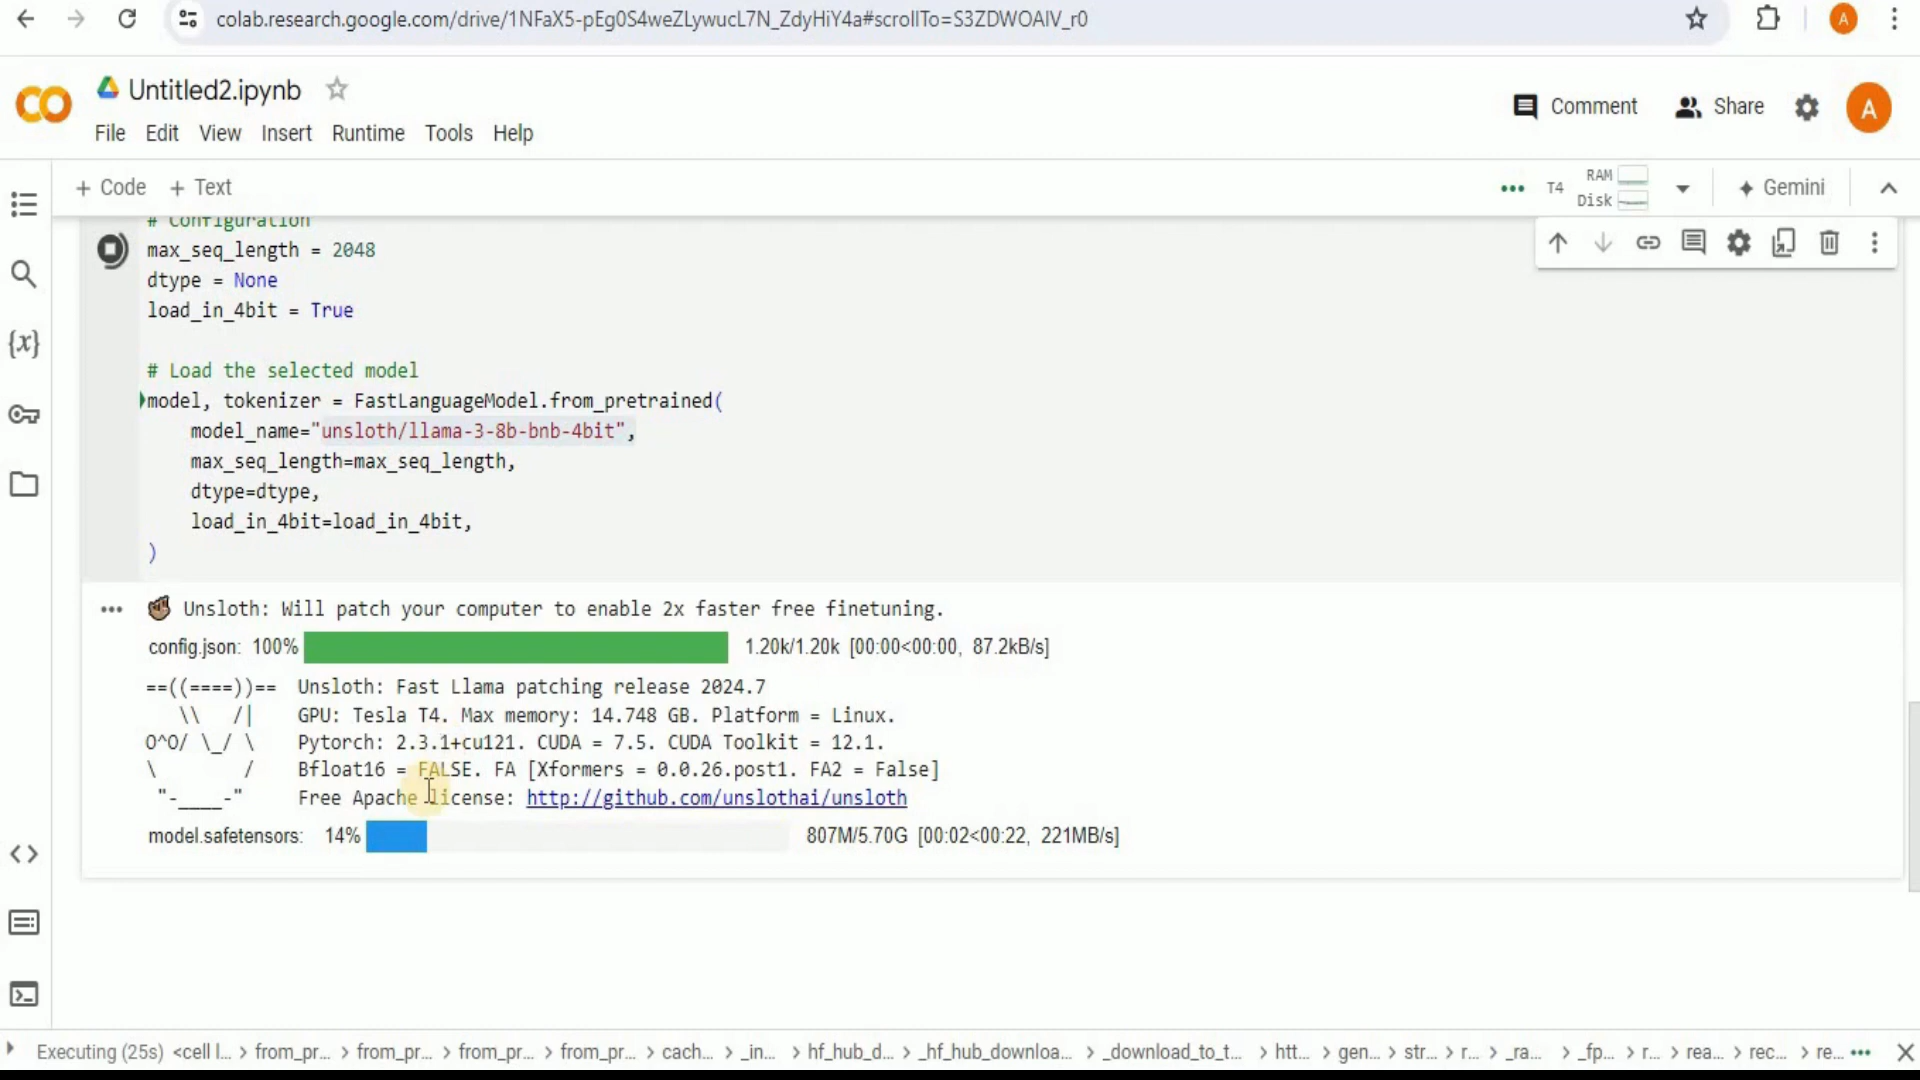 colab.research.google.com/drive/1NFaX5-pEg0S4weZLywucL7N_ZdyHiY4a#scrollTo=S3ZDWOAIV_r0
A
CO
Untitled2.ipynb
Comment
Share
A
File Edit View Insert Runtime Tools Help
+ Code + Text
••• T4 RAM Disk
Gemini
# Configuration
max_seq_length = 2048
dtype = None
load_in_4bit = True
# Load the selected model
model, tokenizer = FastLanguageModel.from_pretrained(
model_name="unsloth/llama-3-8b-bnb-4bit",
max_seq_length=max_seq_length,
dtype=dtype,
load_in_4bit=load_in_4bit,
)
••• 🦥 Unsloth: Will patch your computer to enable 2x faster free finetuning.
config.json: 100% 1.20k/1.20k [00:00<00:00, 87.2kB/s]
==((====))== Unsloth: Fast Llama patching release 2024.7
\\ /| GPU: Tesla T4. Max memory: 14.748 GB. Platform = Linux.
O^O/ \_/ \ Pytorch: 2.3.1+cu121. CUDA = 7.5. CUDA Toolkit = 12.1.
\ / Bfloat16 = FALSE. FA [Xformers = 0.0.26.post1. FA2 = False]
"-____-" Free Apache license: http://github.com/unslothai/unsloth
model.safetensors: 14% 807M/5.70G [00:02<00:22, 221MB/s]
Executing (25s) <cell l... > from_pr... > from_pr... > from_pr... > from_pr... > cach... > _in... > hf_hub_d... > _hf_hub_downloa... > _download_to_t... > htt... > gen... > str... > r... > _ra... > _fp... > r... > rea... > rec... > re... •••